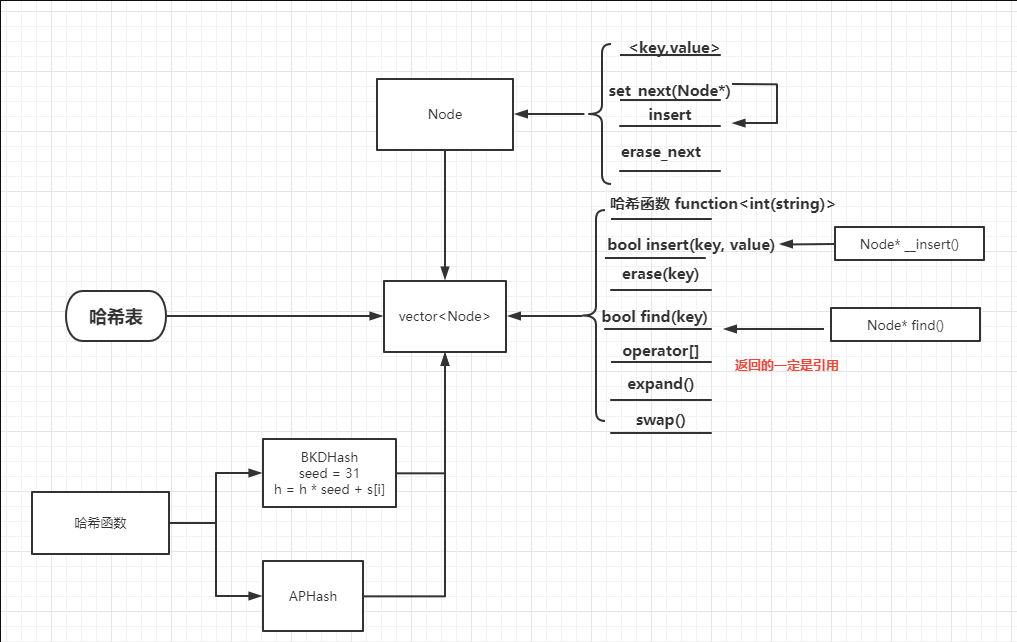 <key,value>
set_next(Node*)
insert
erase_next
Node
哈希函数 function<int(string)>
bool insert(key, value)
Node* __insert()
erase(key)
哈希表
vector<Node>
bool find(key)
Node* find()
operator[]
返回的一定是引用
expand()
swap()
BKDHash
seed = 31
h = h * seed + s[i]
哈希函数
APHash